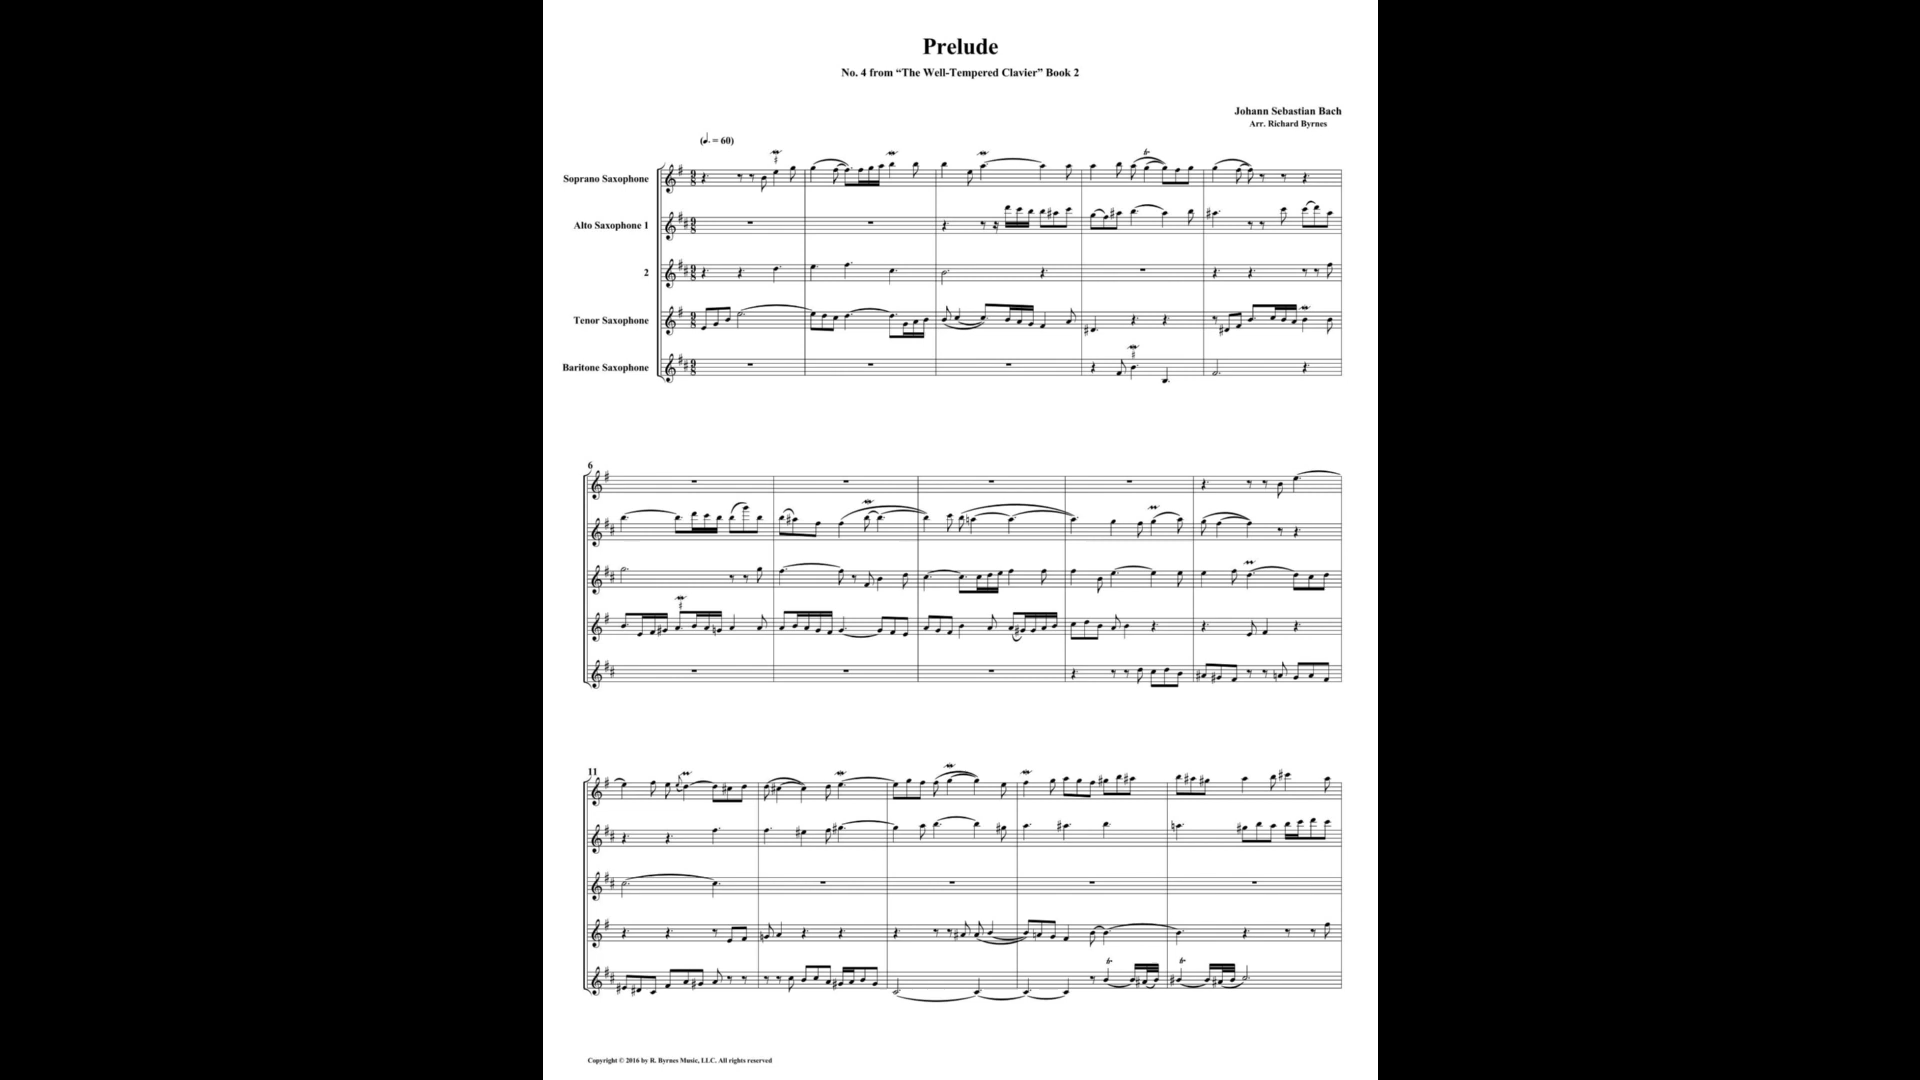 Prelude
No. 4 from “The Well-Tempered Clavier” Book 2
Johann Sebastian Bach
Arr. Richard Byrnes
(♩. = 60)
Soprano Saxophone
Alto Saxophone 1
2
Tenor Saxophone
Baritone Saxophone
6
11
Copyright © 2016 by R. Byrnes Music, LLC. All rights reserved